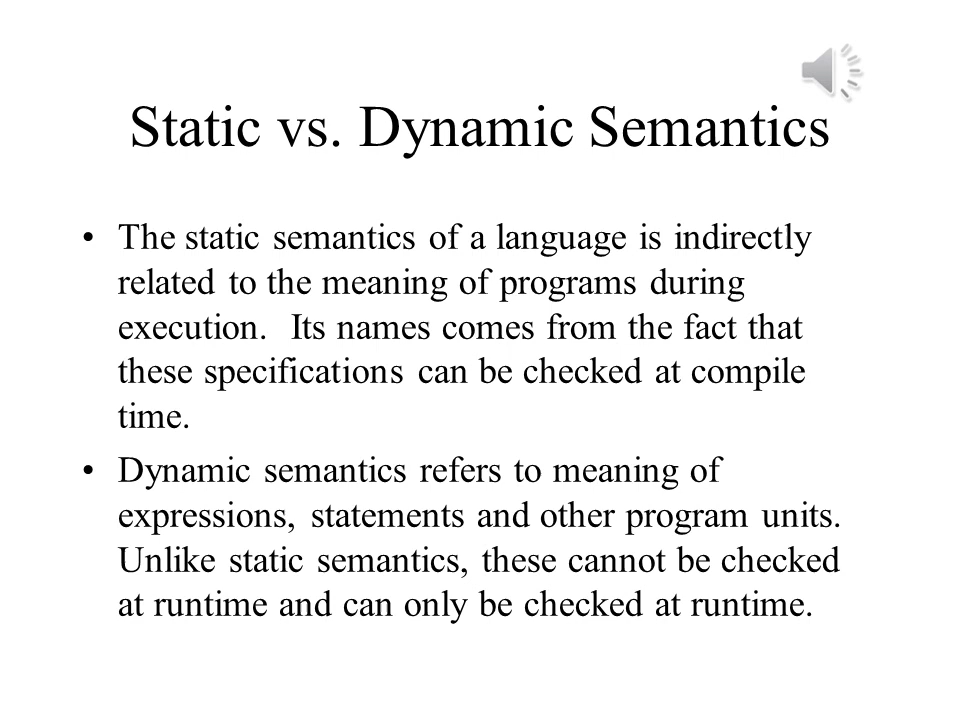 Static vs. Dynamic Semantics
• The static semantics of a language is indirectly
related to the meaning of programs during
execution.  Its names comes from the fact that
these specifications can be checked at compile
time.
• Dynamic semantics refers to meaning of
expressions, statements and other program units.
Unlike static semantics, these cannot be checked
at runtime and can only be checked at runtime.